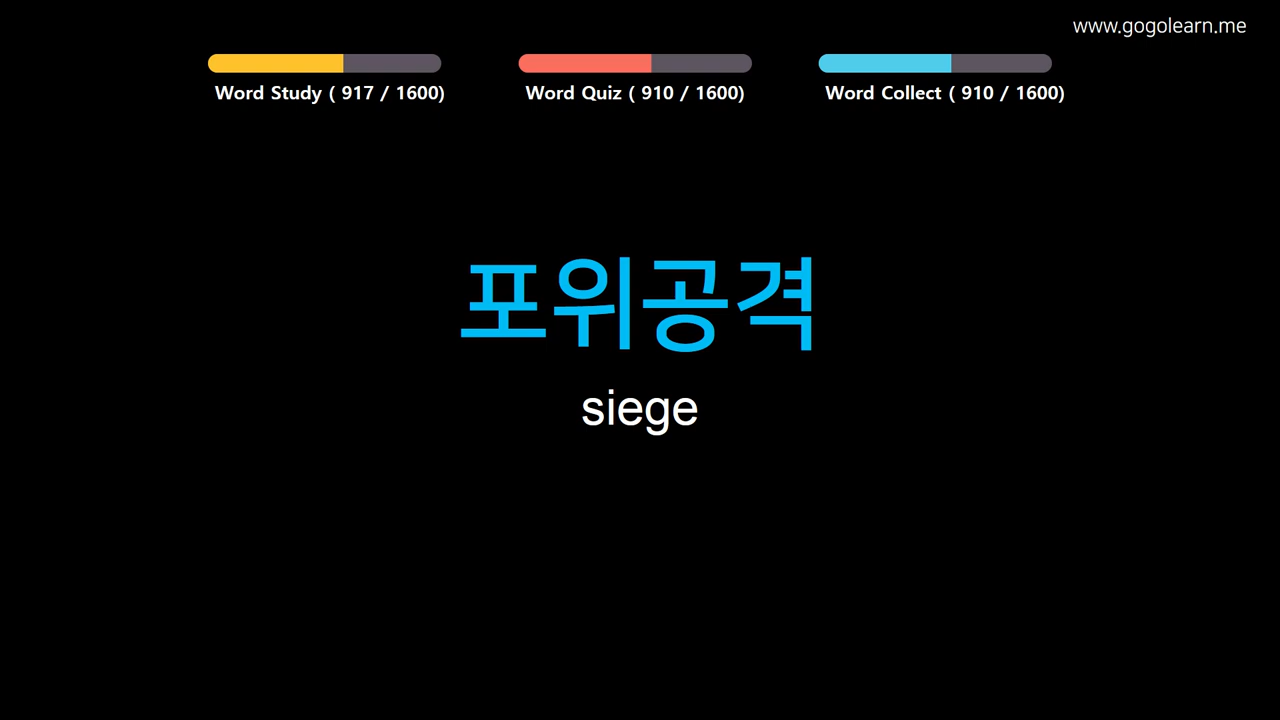 www.gogolearn.me
Word Study ( 917 / 1600)
Word Quiz ( 910 / 1600)
Word Collect ( 910 / 1600)
포위공격
siege